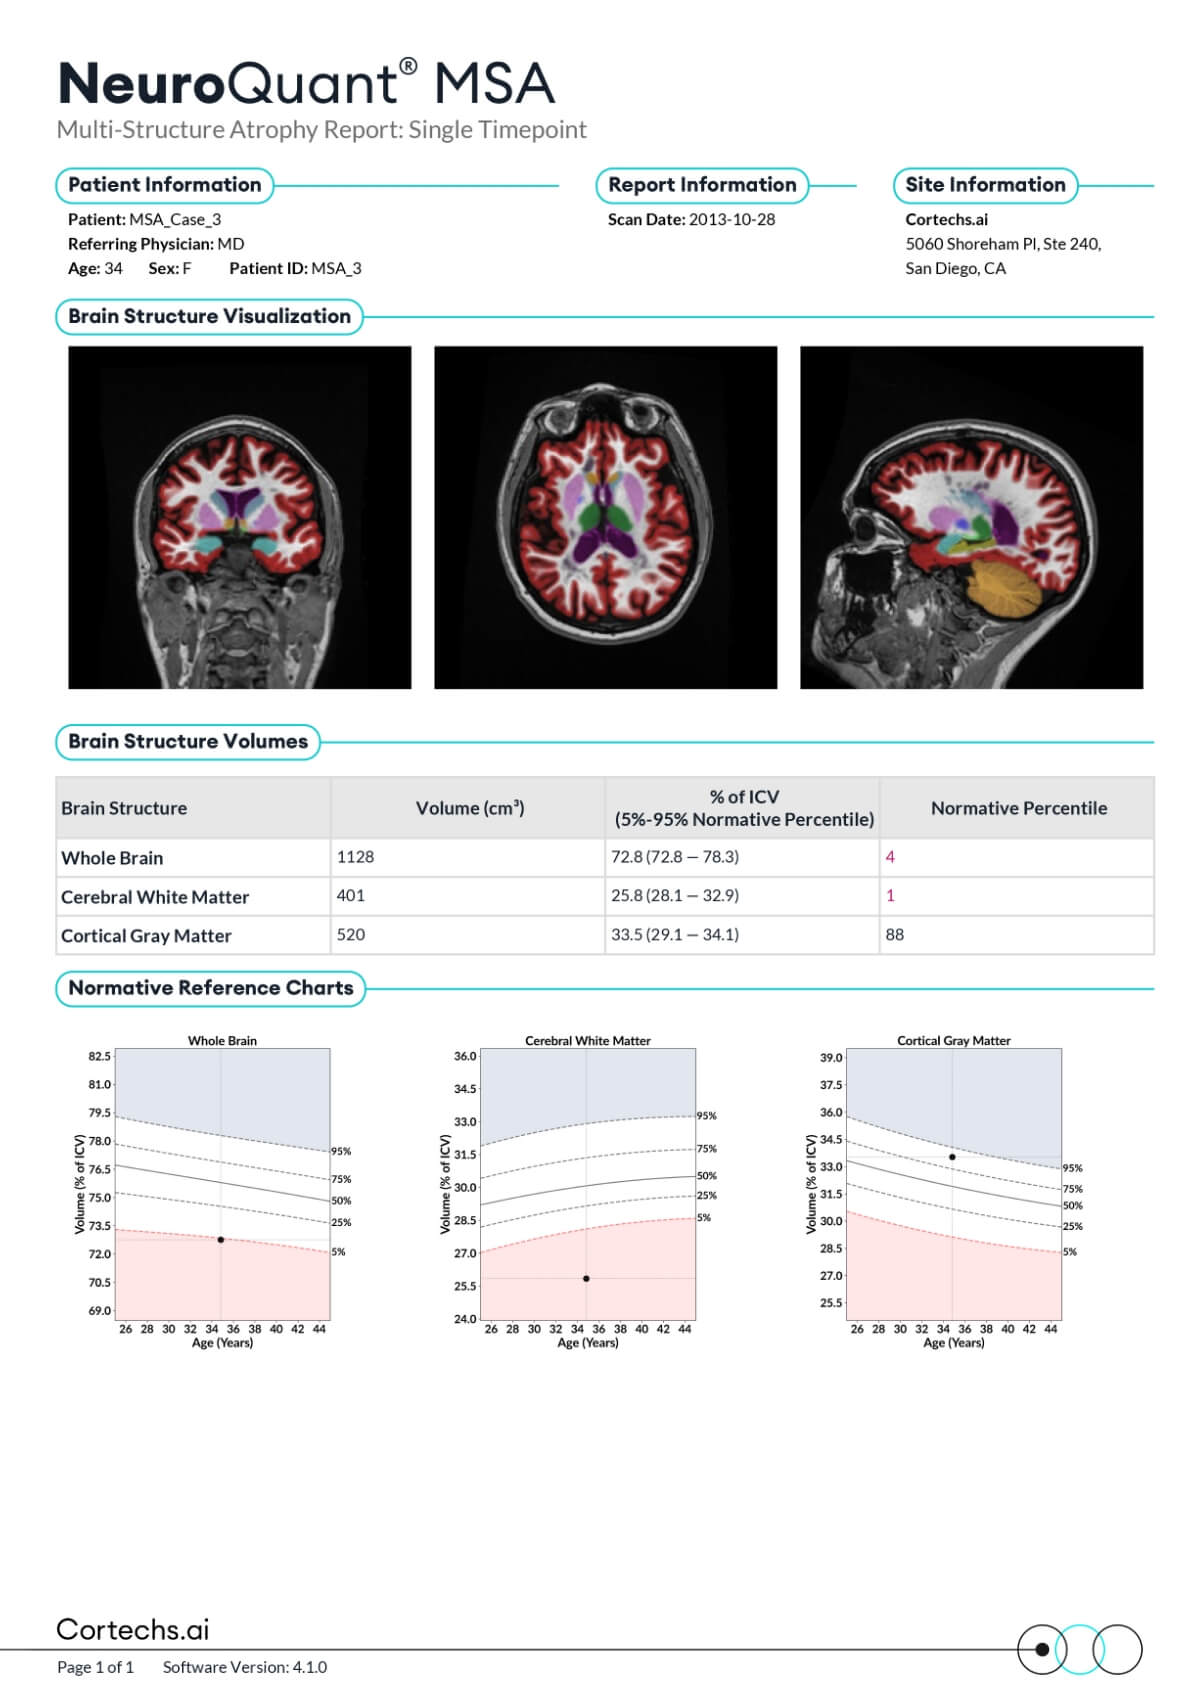 NeuroQuant® MSA
Multi-Structure Atrophy Report: Single Timepoint
Patient Information
Patient: MSA_Case_3
Referring Physician: MD
Age: 34 Sex: F Patient ID: MSA_3
Report Information
Scan Date: 2013-10-28
Site Information
Cortechs.ai
5060 Shoreham Pl, Ste 240,
San Diego, CA
Brain Structure Visualization
Brain Structure Volumes
Brain Structure Volume (cm³) % of ICV (5%-95% Normative Percentile) Normative Percentile
Whole Brain 1128 72.8 (72.8 — 78.3) 4
Cerebral White Matter 401 25.8 (28.1 — 32.9) 1
Cortical Gray Matter 520 33.5 (29.1 — 34.1) 88
Normative Reference Charts
Whole Brain
Volume (% of ICV)
82.5
81.0
79.5
78.0
76.5
75.0
73.5
72.0
70.5
69.0
95%
75%
50%
25%
5%
26 28 30 32 34 36 38 40 42 44
Age (Years)
Cerebral White Matter
Volume (% of ICV)
36.0
34.5
33.0
31.5
30.0
28.5
27.0
25.5
24.0
95%
75%
50%
25%
5%
26 28 30 32 34 36 38 40 42 44
Age (Years)
Cortical Gray Matter
Volume (% of ICV)
39.0
37.5
36.0
34.5
33.0
31.5
30.0
28.5
27.0
25.5
95%
75%
50%
25%
5%
26 28 30 32 34 36 38 40 42 44
Age (Years)
Cortechs.ai
Page 1 of 1 Software Version: 4.1.0